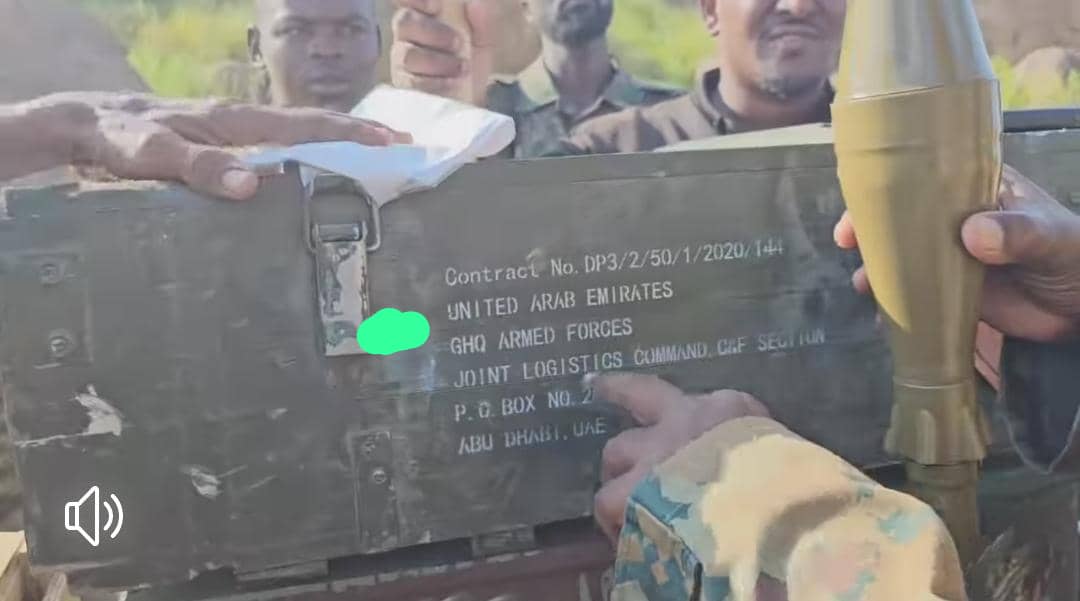 Contract No. DP3/2/50/1/2020/144
UNITED ARAB EMIRATES
GHQ ARMED FORCES
JOINT LOGISTICS COMMAND, C&F SECTION
P.O. BOX NO. 2
ABU DHABI, UAE